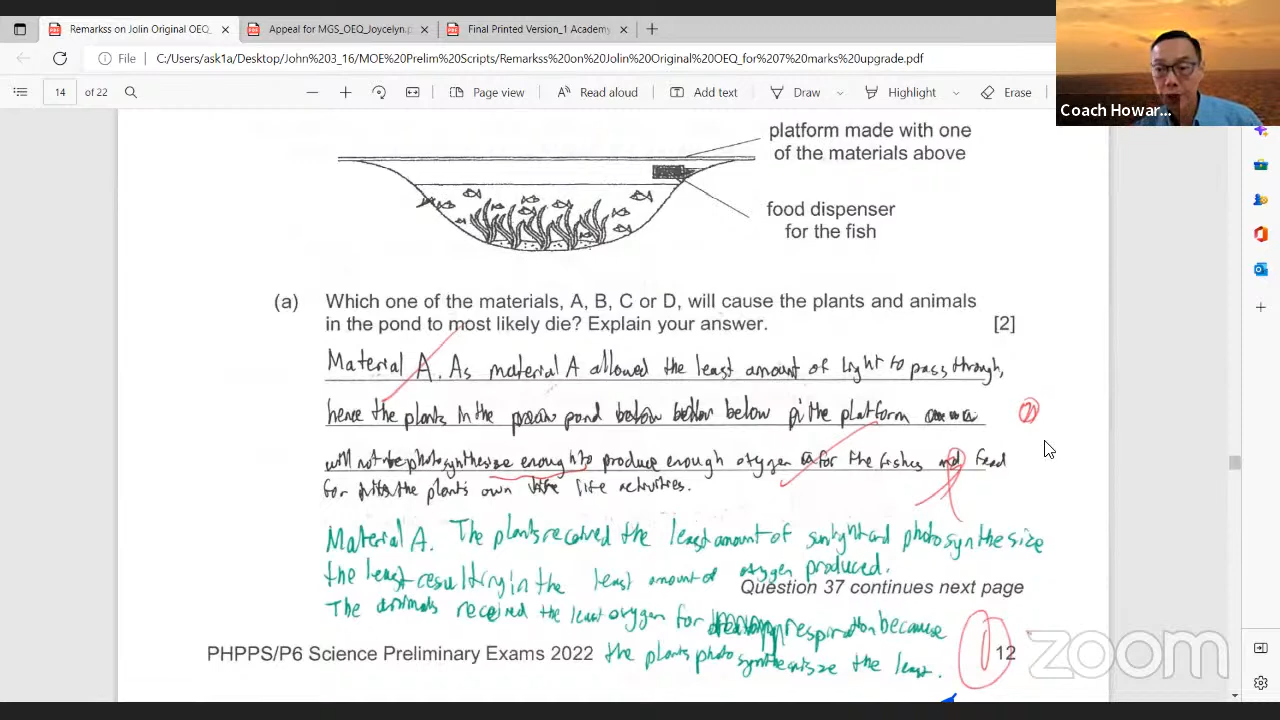 Remarkss on Jolin Original OEQ_
Appeal for MGS_OEQ_Joycelyn.p
Final Printed Version_1 Academy
File
C:/Users/ask1a/Desktop/John%203_16/MOE%20Prelim%20Scripts/Remarkss%20on%20Jolin%20Original%20OEQ_for%207%20marks%20upgrade.pdf
14 of 22
Page view
Read aloud
Add text
Draw
Highlight
Erase
Coach Howar...
platform made with one
of the materials above
food dispenser
for the fish
(a) Which one of the materials, A, B, C or D, will cause the plants and animals
in the pond to most likely die? Explain your answer. [2]
Material A. As material A allowed the least amount of light to pass through,
hence the plants in the pond below the platform
will not photosynthesize enough to produce enough oxygen for the fishes and food
for the plants own life activities.
Material A. The plants received the least amount of sunlight and photosynthesize
the least resulting in the least amount of oxygen produced.
Question 37 continues next page
The animals received the least oxygen for respiration because
PHPPS/P6 Science Preliminary Exams 2022
the plants photosynthesize the least.
12
zoom